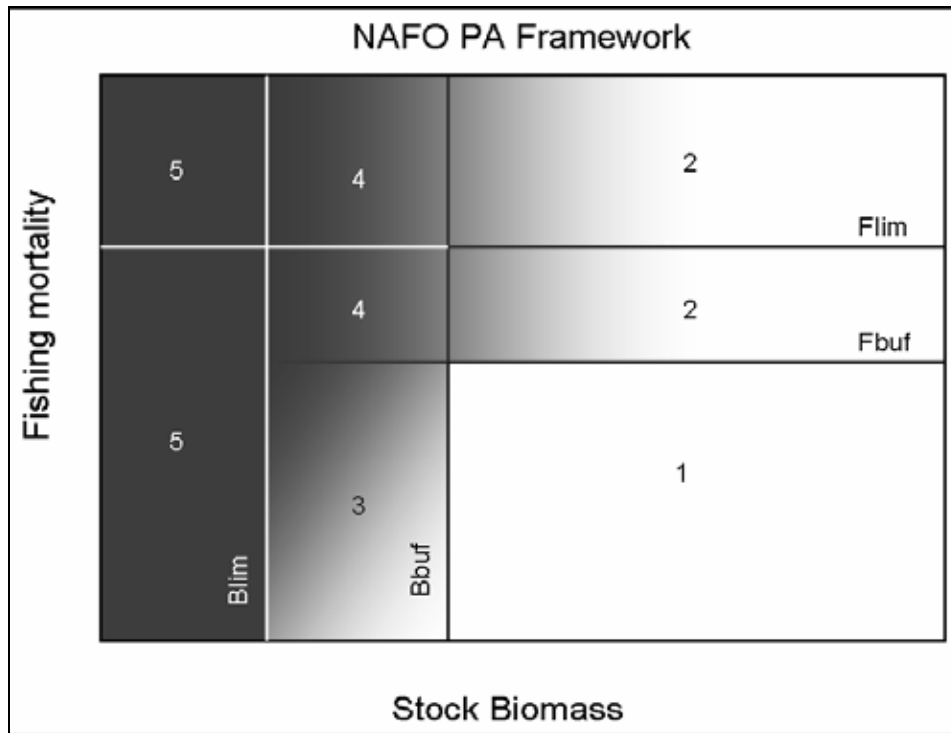 NAFO PA Framework
5
4
2
Flim
4
2
Fbuf
5
3
1
Blim
Bbuf
Fishing mortality
Stock Biomass